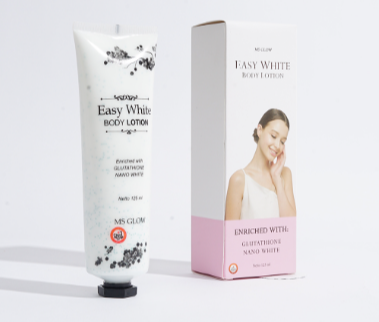 Easy White
BODY LOTION
Enriched with
GLUTATHIONE
NANO WHITE
MS GLOW
MS GLOW
EASY WHITE
BODY LOTION
ENRICHED WITH:
GLUTATHIONE
NANO WHITE